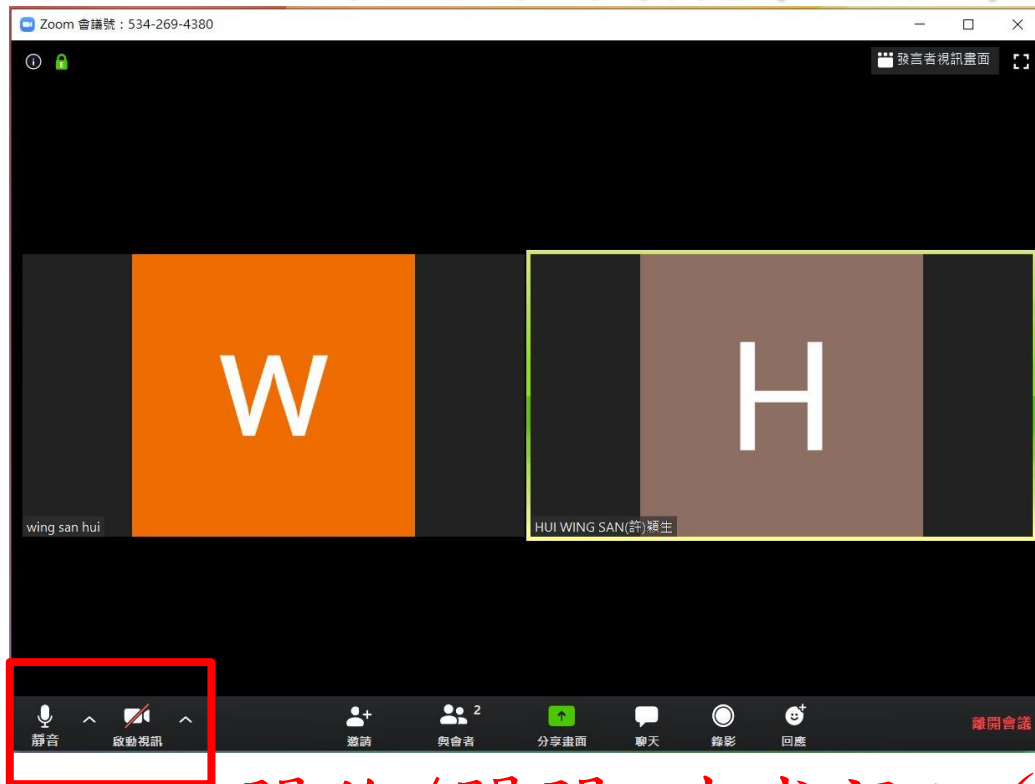 Zoom 會議號：534-269-4380
發言者視訊畫面
W
H
wing san hui
HUI WING SAN(許)穎生
2
靜音
啟動視訊
邀請
與會者
分享畫面
聊天
錄影
回應
離開會議